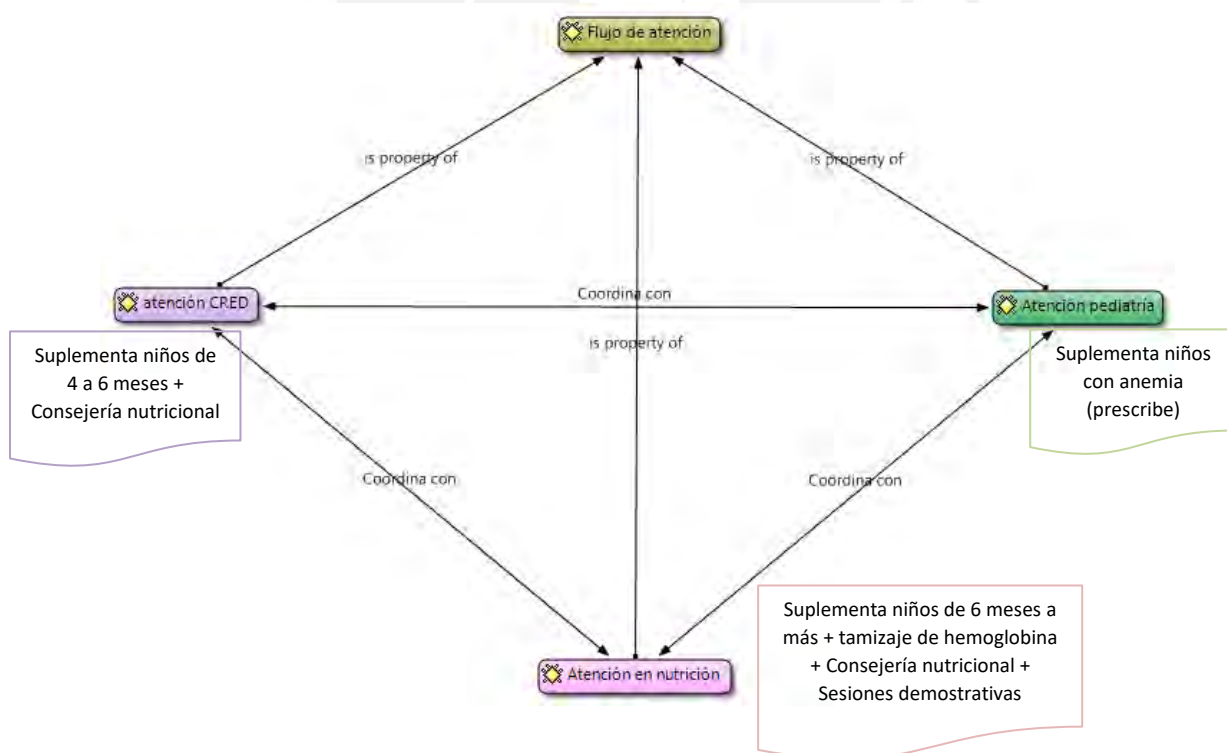 Flujo de atención
is property of
is property of
atención CRED
Coordina con
Atención pediatría
is property of
Suplementa niños de
4 a 6 meses +
Consejería nutricional
Suplementa niños
con anemia
(prescribe)
Coordina con
Coordina con
Atención en nutrición
Suplementa niños de 6 meses a
más + tamizaje de hemoglobina
+ Consejería nutricional +
Sesiones demostrativas